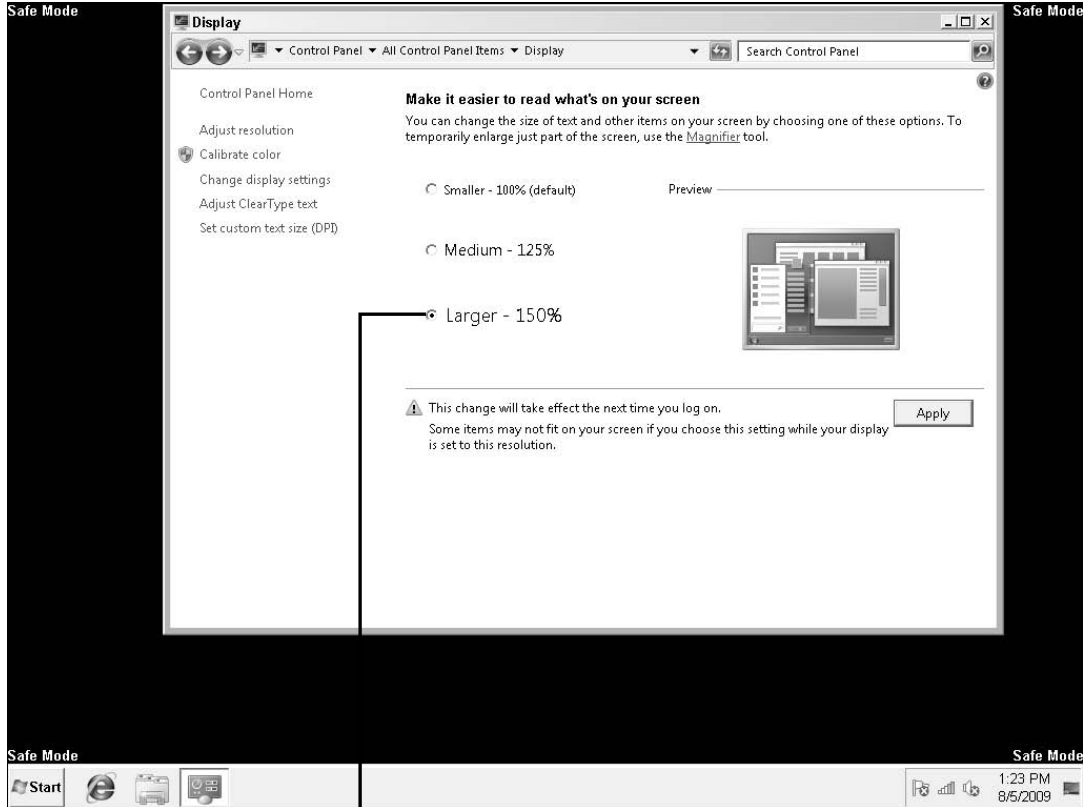 Safe Mode
Safe Mode
Display
Control Panel
All Control Panel Items
Display
Search Control Panel
Control Panel Home
Adjust resolution
Calibrate color
Change display settings
Adjust ClearType text
Set custom text size (DPI)
Make it easier to read what's on your screen
You can change the size of text and other items on your screen by choosing one of these options. To
temporarily enlarge just part of the screen, use the Magnifier tool.
Smaller - 100% (default)
Preview
Medium - 125%
Larger - 150%
This change will take effect the next time you log on.
Some items may not fit on your screen if you choose this setting while your display
is set to this resolution.
Apply
Safe Mode
Safe Mode
Start
1:23 PM
8/5/2009